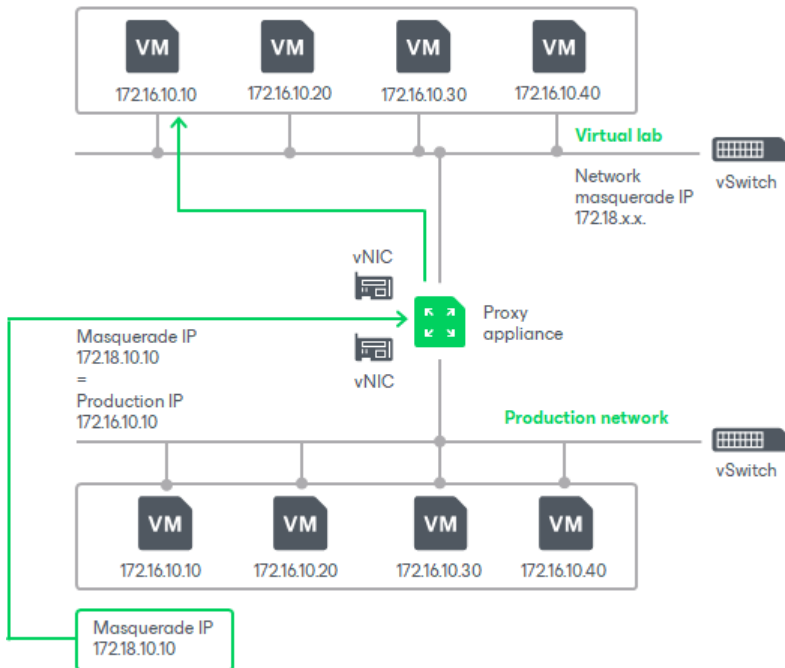 VM VM VM VM
172.16.10.10 172.16.10.20 172.16.10.30 172.16.10.40
Virtual lab
Network
masquerade IP
172.18.x.x.
vSwitch
vNIC
Proxy
appliance
vNIC
Masquerade IP
172.18.10.10
=
Production IP
172.16.10.10
Production network
vSwitch
VM VM VM VM
172.16.10.10 172.16.10.20 172.16.10.30 172.16.10.40
Masquerade IP
172.18.10.10